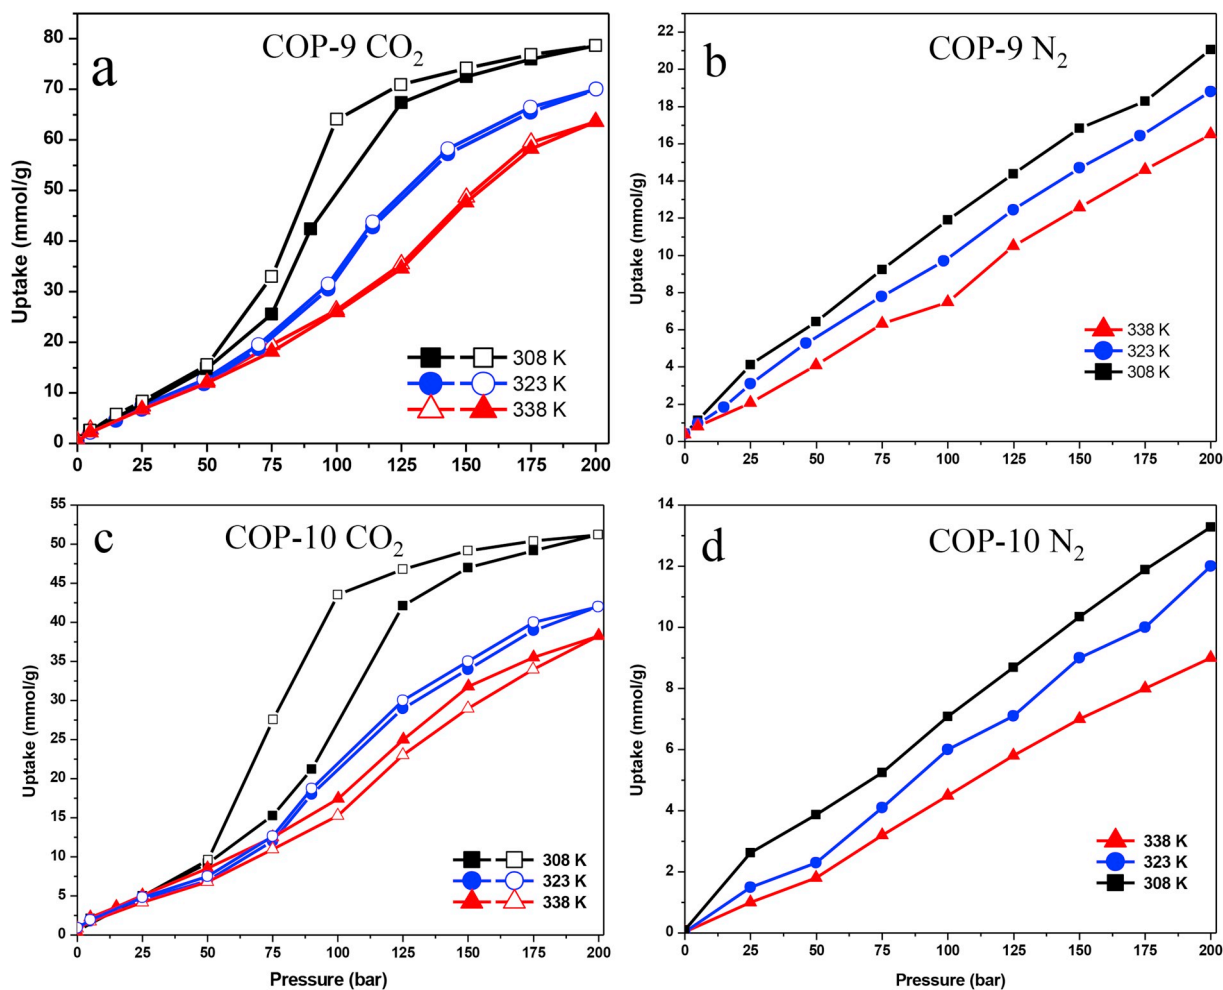 a
COP-9 CO2
Uptake (mmol/g)
80
70
60
50
40
30
20
10
0
0 25 50 75 100 125 150 175 200
308 K
323 K
338 K
b
COP-9 N2
Uptake (mmol/g)
22
20
18
16
14
12
10
8
6
4
2
0
0 25 50 75 100 125 150 175 200
338 K
323 K
308 K
c
COP-10 CO2
Uptake (mmol/g)
55
50
45
40
35
30
25
20
15
10
5
0
0 25 50 75 100 125 150 175 200
Pressure (bar)
308 K
323 K
338 K
d
COP-10 N2
Uptake (mmol/g)
14
12
10
8
6
4
2
0
0 25 50 75 100 125 150 175 200
Pressure (bar)
338 K
323 K
308 K